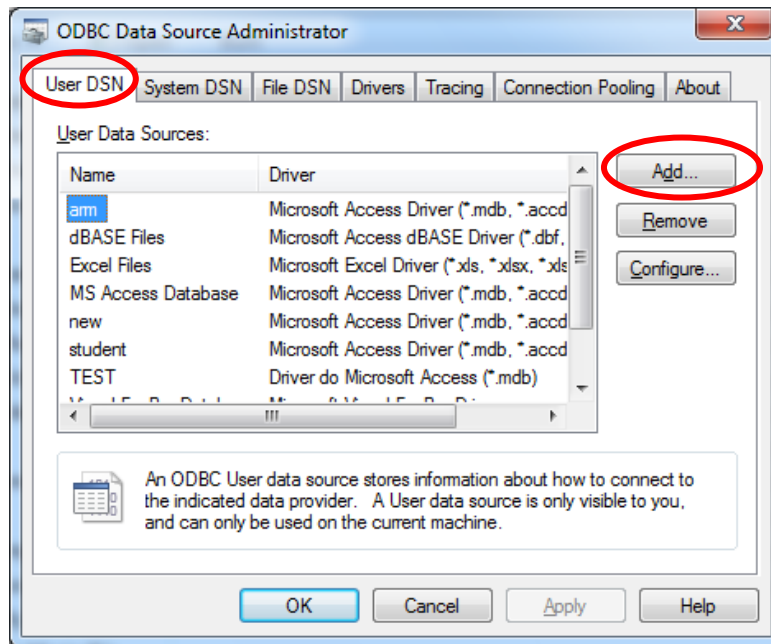 ODBC Data Source Administrator
User DSN System DSN File DSN Drivers Tracing Connection Pooling About
User Data Sources:
Name Driver
arm Microsoft Access Driver (*.mdb, *.accd
dBASE Files Microsoft Access dBASE Driver (*.dbf,
Excel Files Microsoft Excel Driver (*.xls, *.xlsx, *.xls
MS Access Database Microsoft Access Driver (*.mdb, *.accd
new Microsoft Access Driver (*.mdb, *.accd
student Microsoft Access Driver (*.mdb, *.accd
TEST Driver do Microsoft Access (*.mdb)
Add...
Remove
Configure...
An ODBC User data source stores information about how to connect to
the indicated data provider. A User data source is only visible to you,
and can only be used on the current machine.
OK Cancel Apply Help